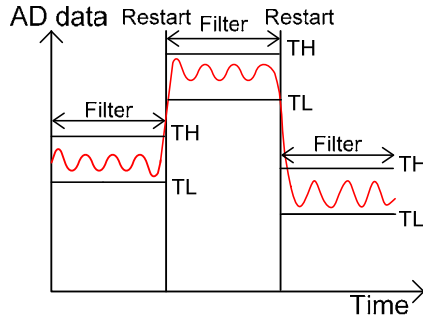 AD data
Restart
Restart
Filter
TH
TL
Filter
TH
TL
Filter
TH
TL
Time